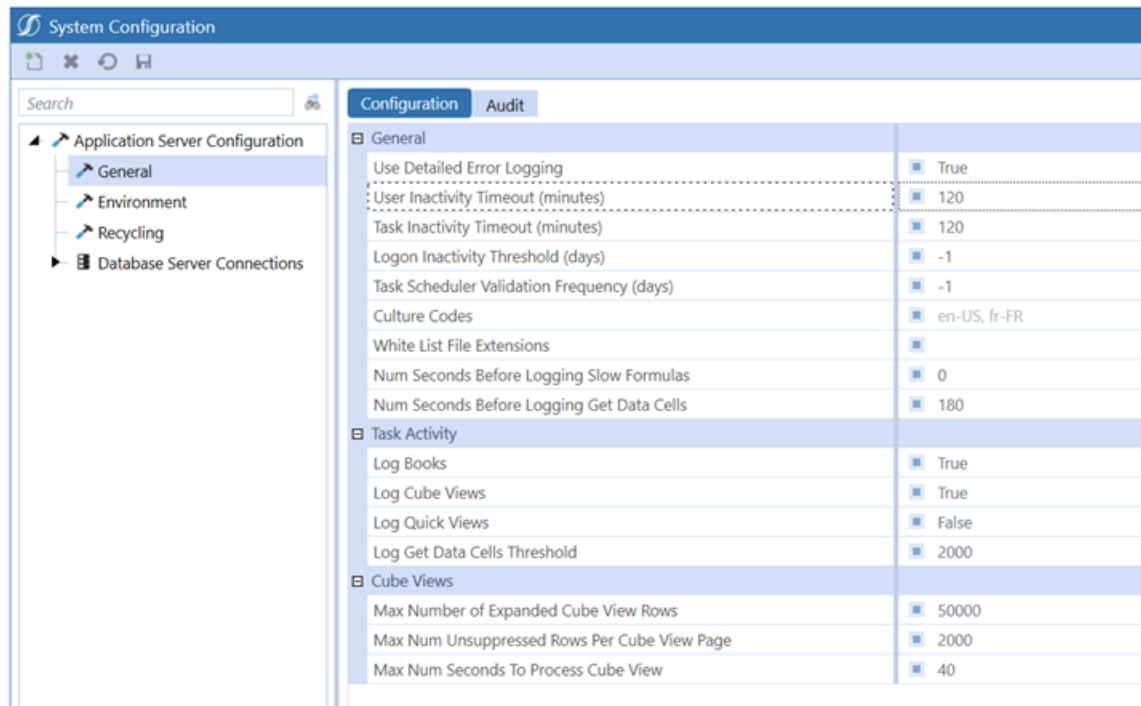 System Configuration
Search
Application Server Configuration
General
Environment
Recycling
Database Server Connections
Configuration Audit
General
Use Detailed Error Logging True
User Inactivity Timeout (minutes) 120
Task Inactivity Timeout (minutes) 120
Logon Inactivity Threshold (days) -1
Task Scheduler Validation Frequency (days) -1
Culture Codes en-US, fr-FR
White List File Extensions
Num Seconds Before Logging Slow Formulas 0
Num Seconds Before Logging Get Data Cells 180
Task Activity
Log Books True
Log Cube Views True
Log Quick Views False
Log Get Data Cells Threshold 2000
Cube Views
Max Number of Expanded Cube View Rows 50000
Max Num Unsuppressed Rows Per Cube View Page 2000
Max Num Seconds To Process Cube View 40